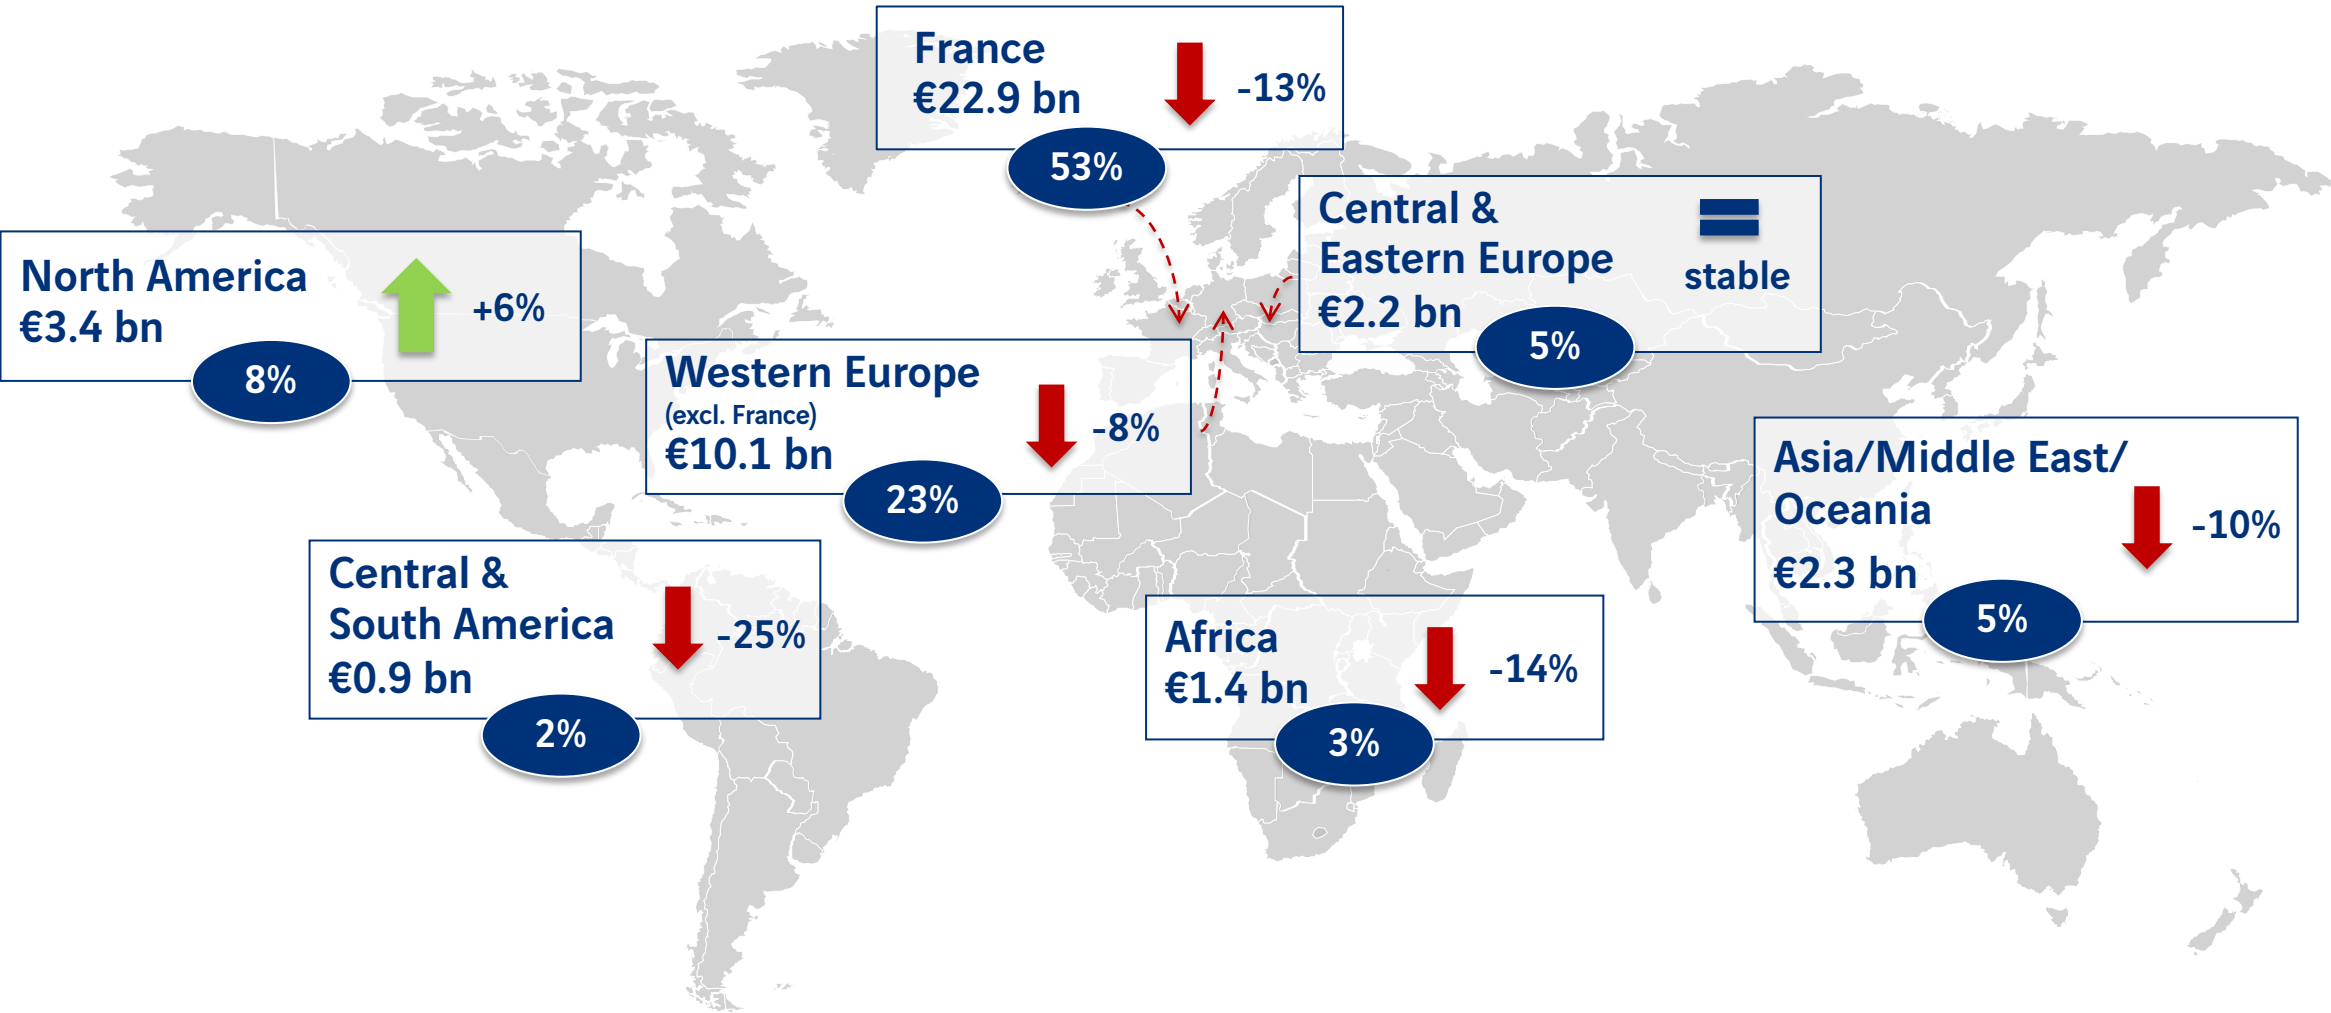 France
€22.9 bn
-13%
53%
Central &
Eastern Europe
€2.2 bn
stable
5%
North America
€3.4 bn
+6%
8%
Western Europe
(excl. France)
€10.1 bn
-8%
23%
Asia/Middle East/
Oceania
€2.3 bn
-10%
5%
Central &
South America
€0.9 bn
-25%
2%
Africa
€1.4 bn
-14%
3%